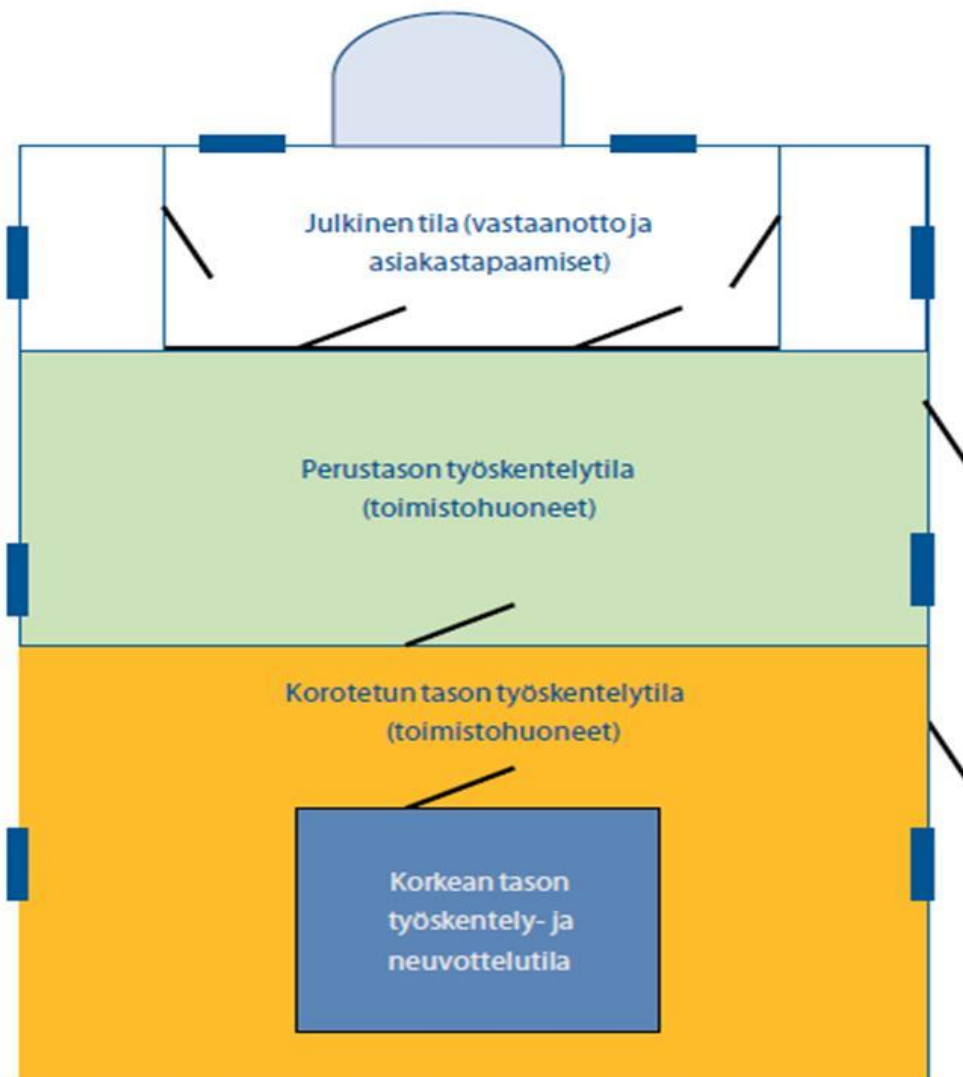 Julkinen tila (vastaanotto ja
asiakastapaamiset)
Perustason työskentelytila
(toimistohuoneet)
Korotetun tason työskentelytila
(toimistohuoneet)
Korkean tason
työskentely- ja
neuvottelutila